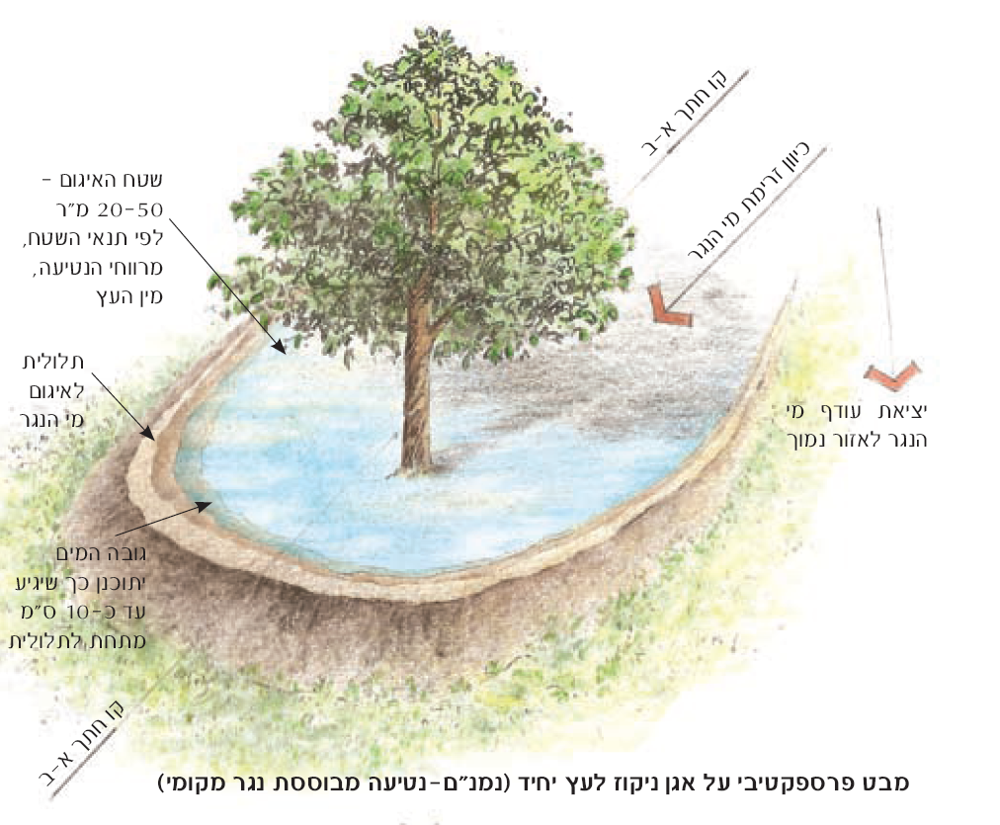 קו חתך א-ב
כיוון זרימת מי הנגר
שטח האיגום -
20-50 מ"ר
לפי תנאי השטח,
מרווחי הנטיעה,
מין העץ
תלולית
לאיגום
מי הנגר
יציאת עודף מי
הנגר לאזור נמוך
גובה המים
יתוכנן כך שיגיע
עד כ-10 ס"מ
מתחת לתלולית
קו חתך א-ב
מבט פרספקטיבי על אגן ניקוז לעץ יחיד (נמנ"ם-נטיעה מבוססת נגר מקומי)